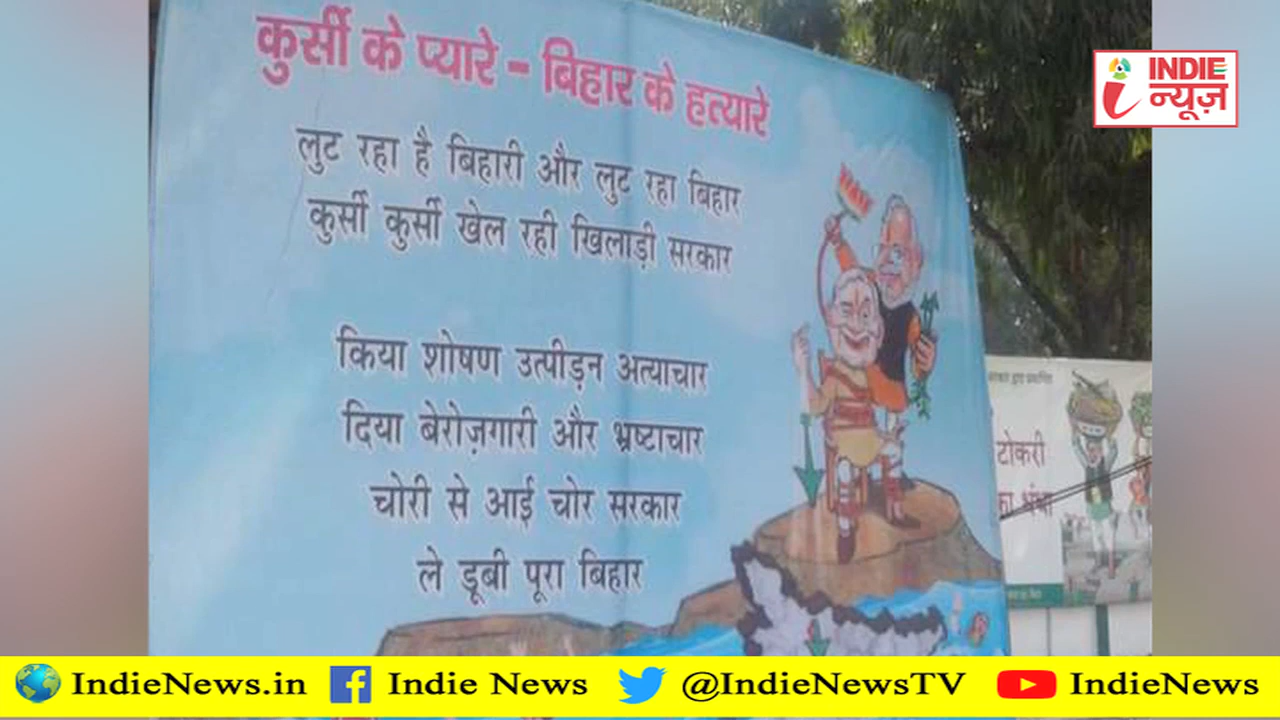 कुर्सी के प्यारे - बिहार के हत्यारे
लुट रहा है बिहारी और लुट रहा बिहार
कुर्सी कुर्सी खेल रही खिलाड़ी सरकार
किया शोषण उत्पीड़न अत्याचार
दिया बेरोज़गारी और भ्रष्टाचार
चोरी से आई चोर सरकार
ले डूबी पूरा बिहार
INDIE
न्यूज़
टोकरी
का धंधा
IndieNews.in
Indie News
@IndieNewsTV
IndieNews